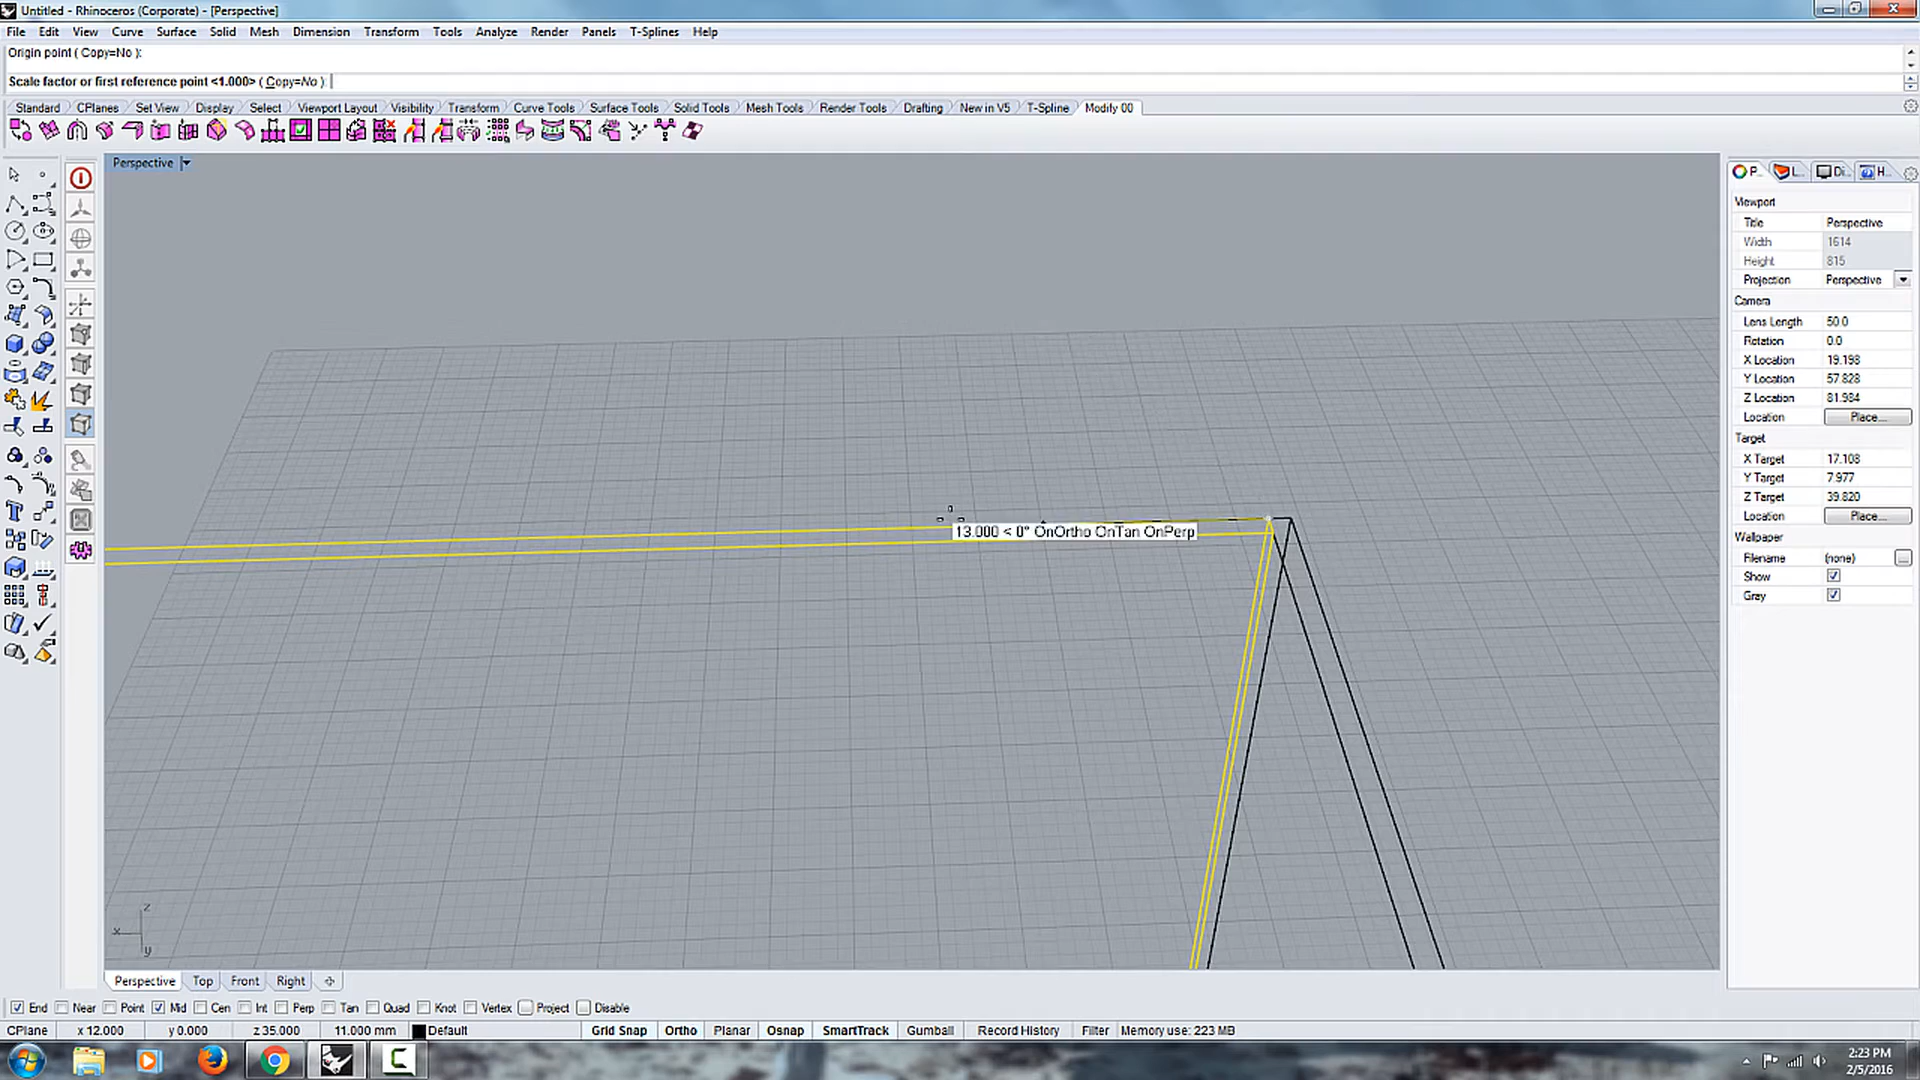 Untitled - Rhinoceros (Corporate) - [Perspective]
File Edit View Curve Surface Solid Mesh Dimension Transform Tools Analyze Render Panels T-Splines Help
Origin point ( Copy=No ):
Scale factor or first reference point <1.000> ( Copy=No ):
Standard CPlanes Set View Display Select Viewport Layout Visibility Transform Curve Tools Surface Tools Solid Tools Mesh Tools Render Tools Drafting New in V5 T-Spline Modify 00
Perspective
P.. L... Di.. H..
Viewport
Title Perspective
Width 1614
Height 815
Projection Perspective
Camera
Lens Length 50.0
Rotation 0.0
X Location 19.198
Y Location 57.828
Z Location 81.984
Location Place...
Target
X Target 17.108
Y Target 7.977
Z Target 39.820
Location Place...
Wallpaper
Filename (none) ...
Show
Gray
13.000 < 0° OnOrtho OnTan OnPerp
z
x
y
Perspective Top Front Right
End Near Point Mid Cen Int Perp Tan Quad Knot Vertex Project Disable
CPlane x 12.000 y 0.000 z 35.000 11.000 mm Default Grid Snap Ortho Planar Osnap SmartTrack Gumball Record History Filter Memory use: 223 MB
2:23 PM
2/5/2016